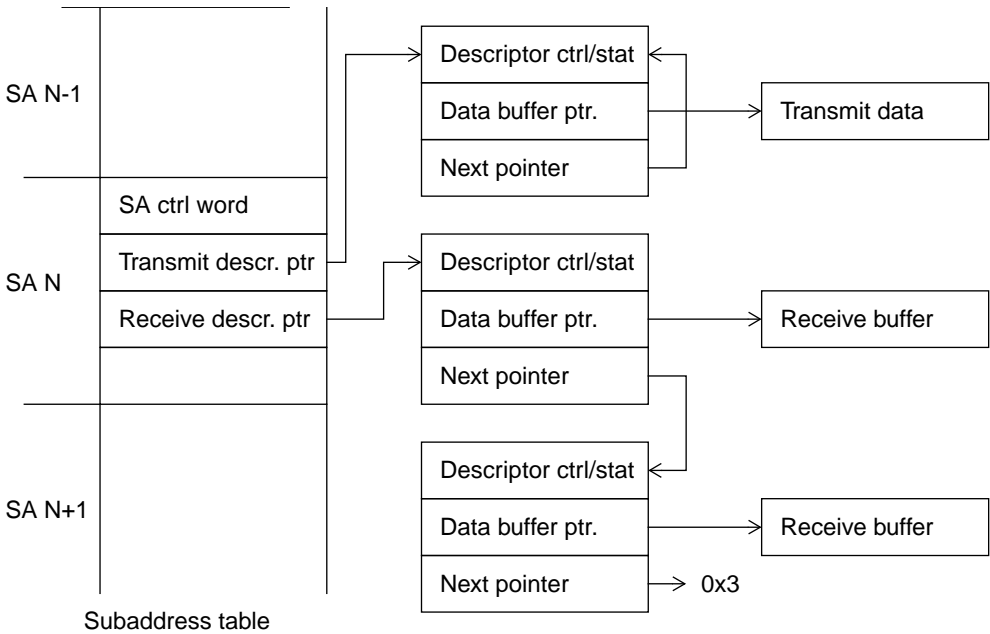 SA N-1
SA N
SA N+1
SA ctrl word
Transmit descr. ptr
Receive descr. ptr
Subaddress table
Descriptor ctrl/stat
Data buffer ptr.
Next pointer
Transmit data
Descriptor ctrl/stat
Data buffer ptr.
Next pointer
Receive buffer
Descriptor ctrl/stat
Data buffer ptr.
Next pointer
Receive buffer
0x3